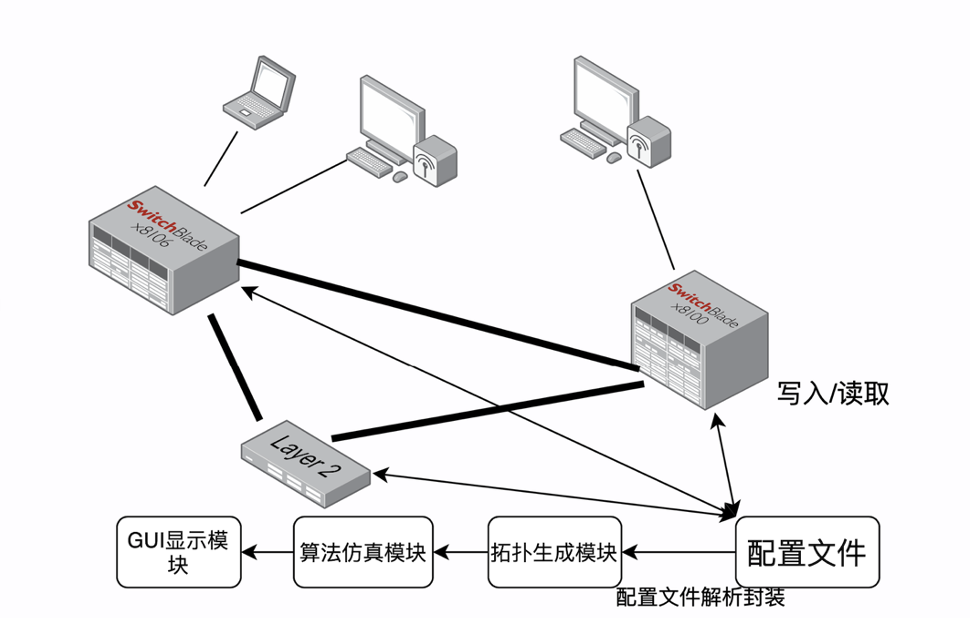 SwitchBlade
x8106
SwitchBlade
x8100
写入/读取
Layer 2
GUI显示模
块
算法仿真模块
拓扑生成模块
配置文件
配置文件解析封装